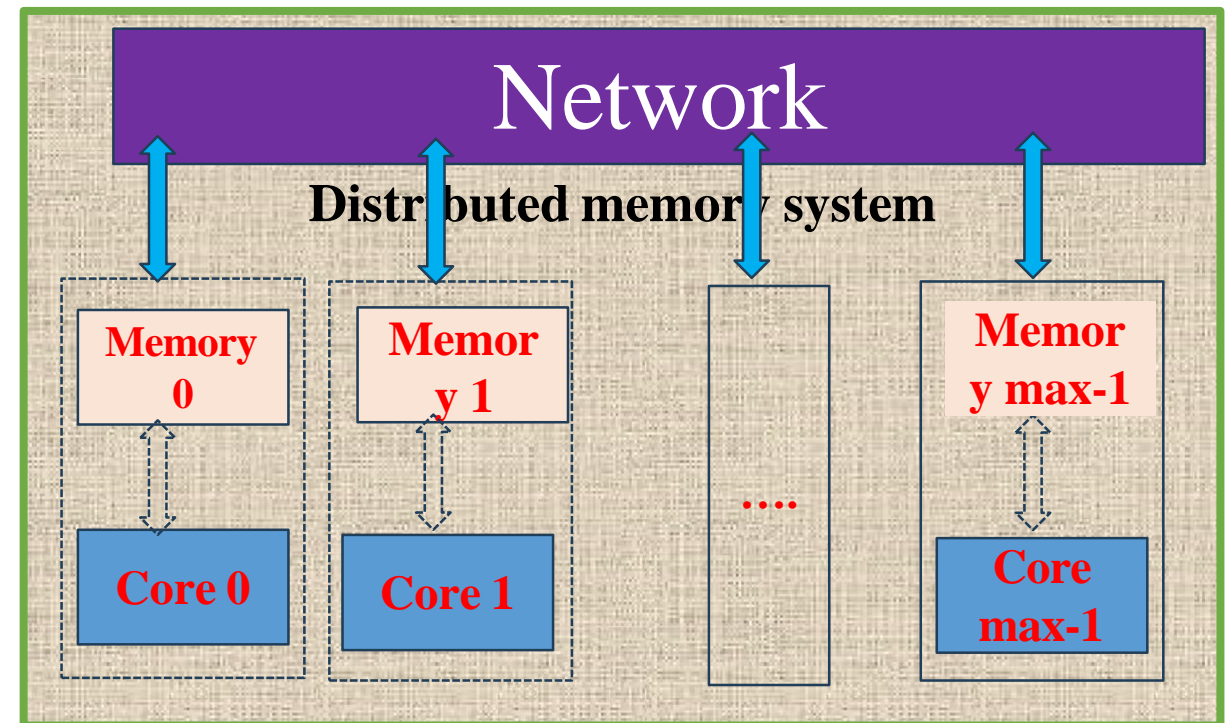 Network
Distributed memory system
Memory
0
Memor
y 1
....
Memor
y max-1
Core 0
Core 1
Core
max-1